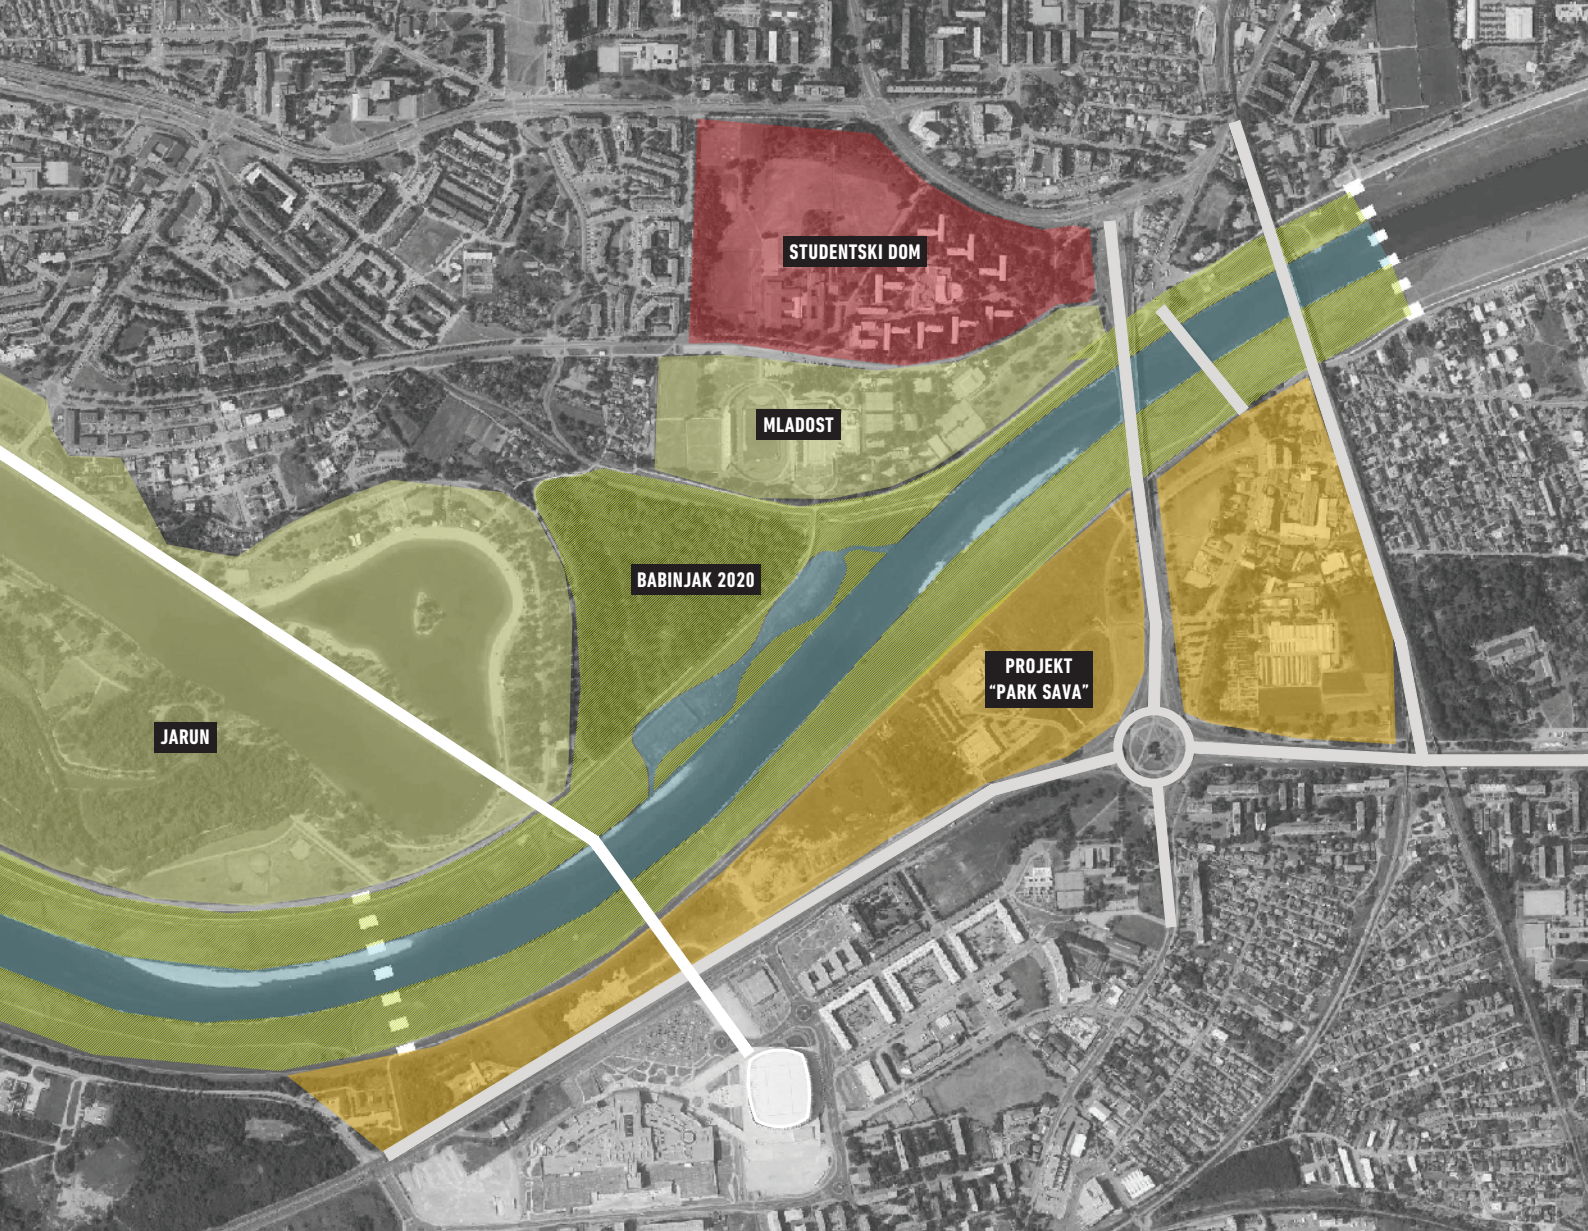 STUDENTSKI DOM
MLADOST
BABINJAK 2020
PROJEKT
“PARK SAVA”
JARUN